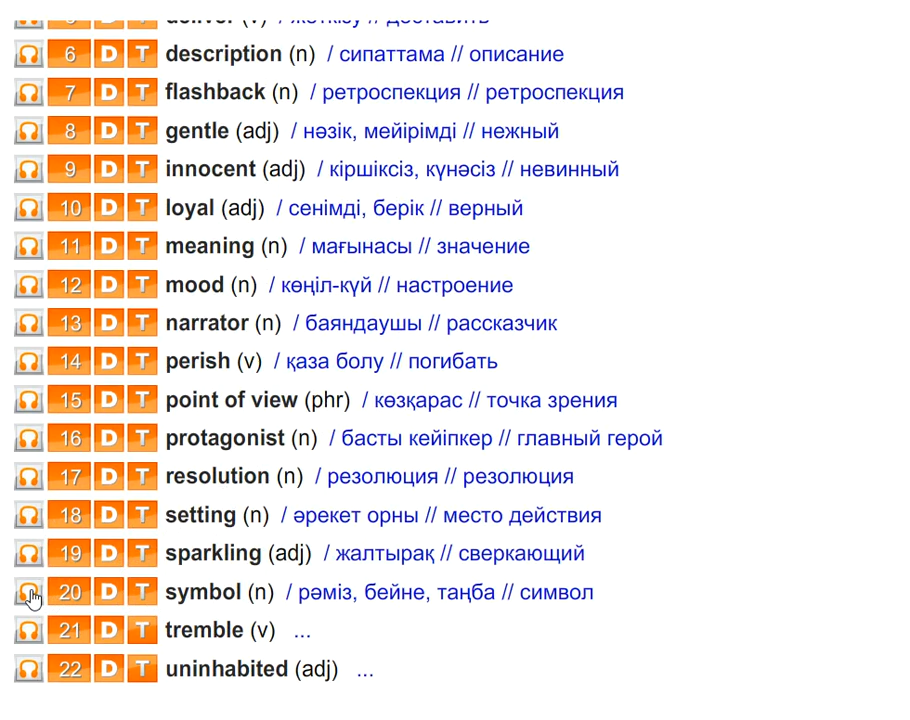 5 D T deliver (v) / жеткізу // доставить
6 D T description (n) / сипаттама // описание
7 D T flashback (n) / ретроспекция // ретроспекция
8 D T gentle (adj) / нәзік, мейірімді // нежный
9 D T innocent (adj) / кіршіксіз, күнәсіз // невинный
10 D T loyal (adj) / сенімді, берік // верный
11 D T meaning (n) / мағынасы // значение
12 D T mood (n) / көңіл-күй // настроение
13 D T narrator (n) / баяндаушы // рассказчик
14 D T perish (v) / қаза болу // погибать
15 D T point of view (phr) / көзқарас // точка зрения
16 D T protagonist (n) / басты кейіпкер // главный герой
17 D T resolution (n) / резолюция // резолюция
18 D T setting (n) / әрекет орны // место действия
19 D T sparkling (adj) / жалтырақ // сверкающий
20 D T symbol (n) / рәміз, бейне, таңба // символ
21 D T tremble (v) ...
22 D T uninhabited (adj) ...